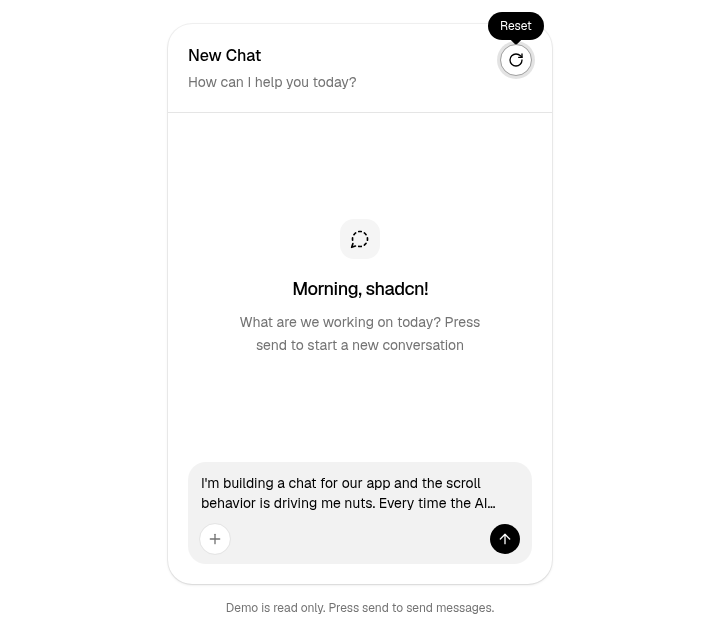 Reset
New Chat
How can I help you today?
Morning, shadcn!
What are we working on today? Press
send to start a new conversation
I'm building a chat for our app and the scroll
behavior is driving me nuts. Every time the AI…
Demo is read only. Press send to send messages.